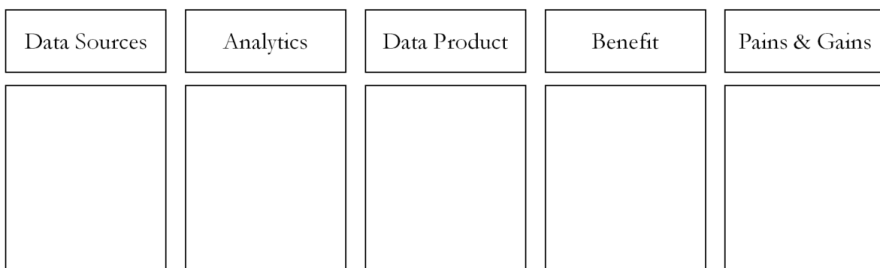 Data Sources
Analytics
Data Product
Benefit
Pains & Gains